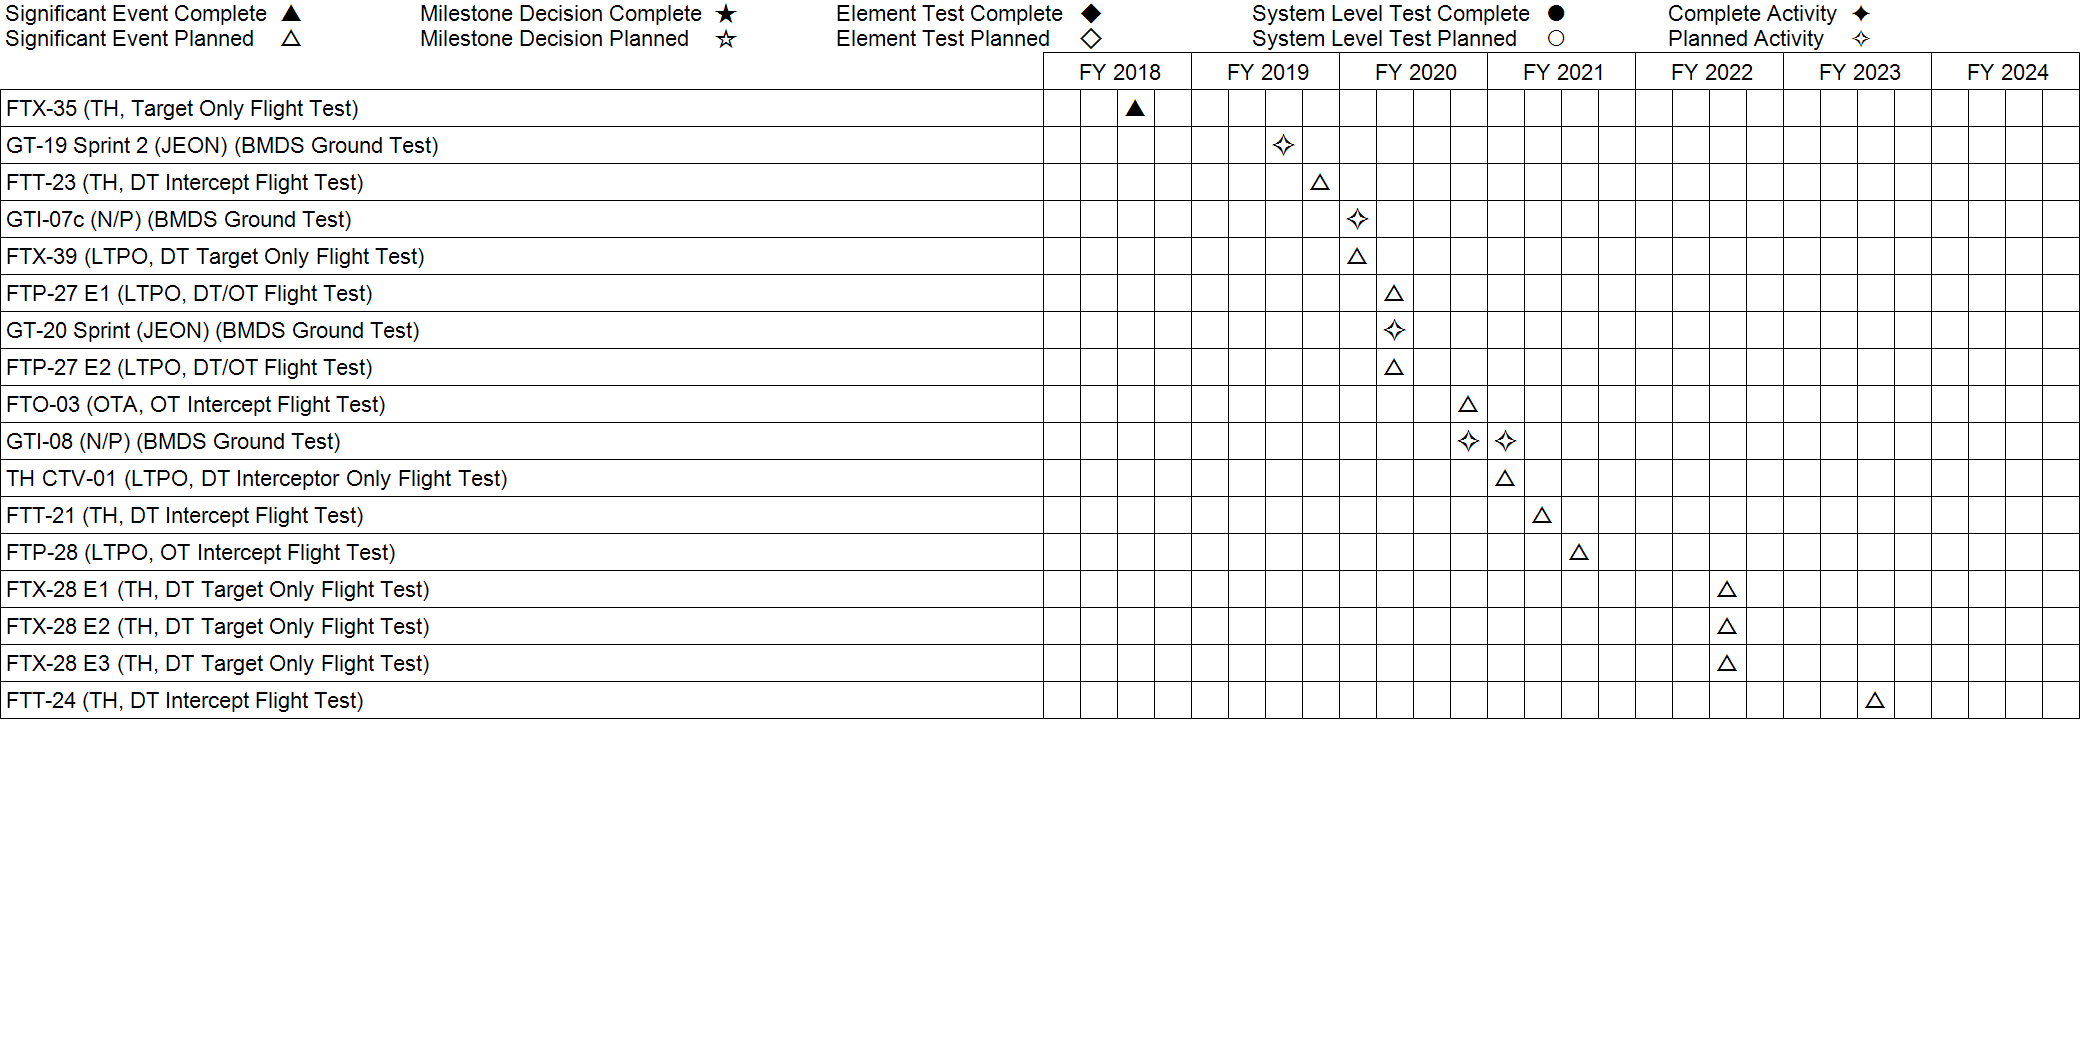 Significant Event Complete ▲ Milestone Decision Complete ★ Element Test Complete ◆ System Level Test Complete ● Complete Activity ✦
Significant Event Planned △ Milestone Decision Planned ☆ Element Test Planned ◇ System Level Test Planned ○ Planned Activity ✧
FY 2018 FY 2019 FY 2020 FY 2021 FY 2022 FY 2023 FY 2024
FTX-35 (TH, Target Only Flight Test) ▲
GT-19 Sprint 2 (JEON) (BMDS Ground Test) ✧
FTT-23 (TH, DT Intercept Flight Test) △
GTI-07c (N/P) (BMDS Ground Test) ✧
FTX-39 (LTPO, DT Target Only Flight Test) △
FTP-27 E1 (LTPO, DT/OT Flight Test) △
GT-20 Sprint (JEON) (BMDS Ground Test) ✧
FTP-27 E2 (LTPO, DT/OT Flight Test) △
FTO-03 (OTA, OT Intercept Flight Test) △
GTI-08 (N/P) (BMDS Ground Test) ✧ ✧
TH CTV-01 (LTPO, DT Interceptor Only Flight Test) △
FTT-21 (TH, DT Intercept Flight Test) △
FTP-28 (LTPO, OT Intercept Flight Test) △
FTX-28 E1 (TH, DT Target Only Flight Test) △
FTX-28 E2 (TH, DT Target Only Flight Test) △
FTX-28 E3 (TH, DT Target Only Flight Test) △
FTT-24 (TH, DT Intercept Flight Test) △